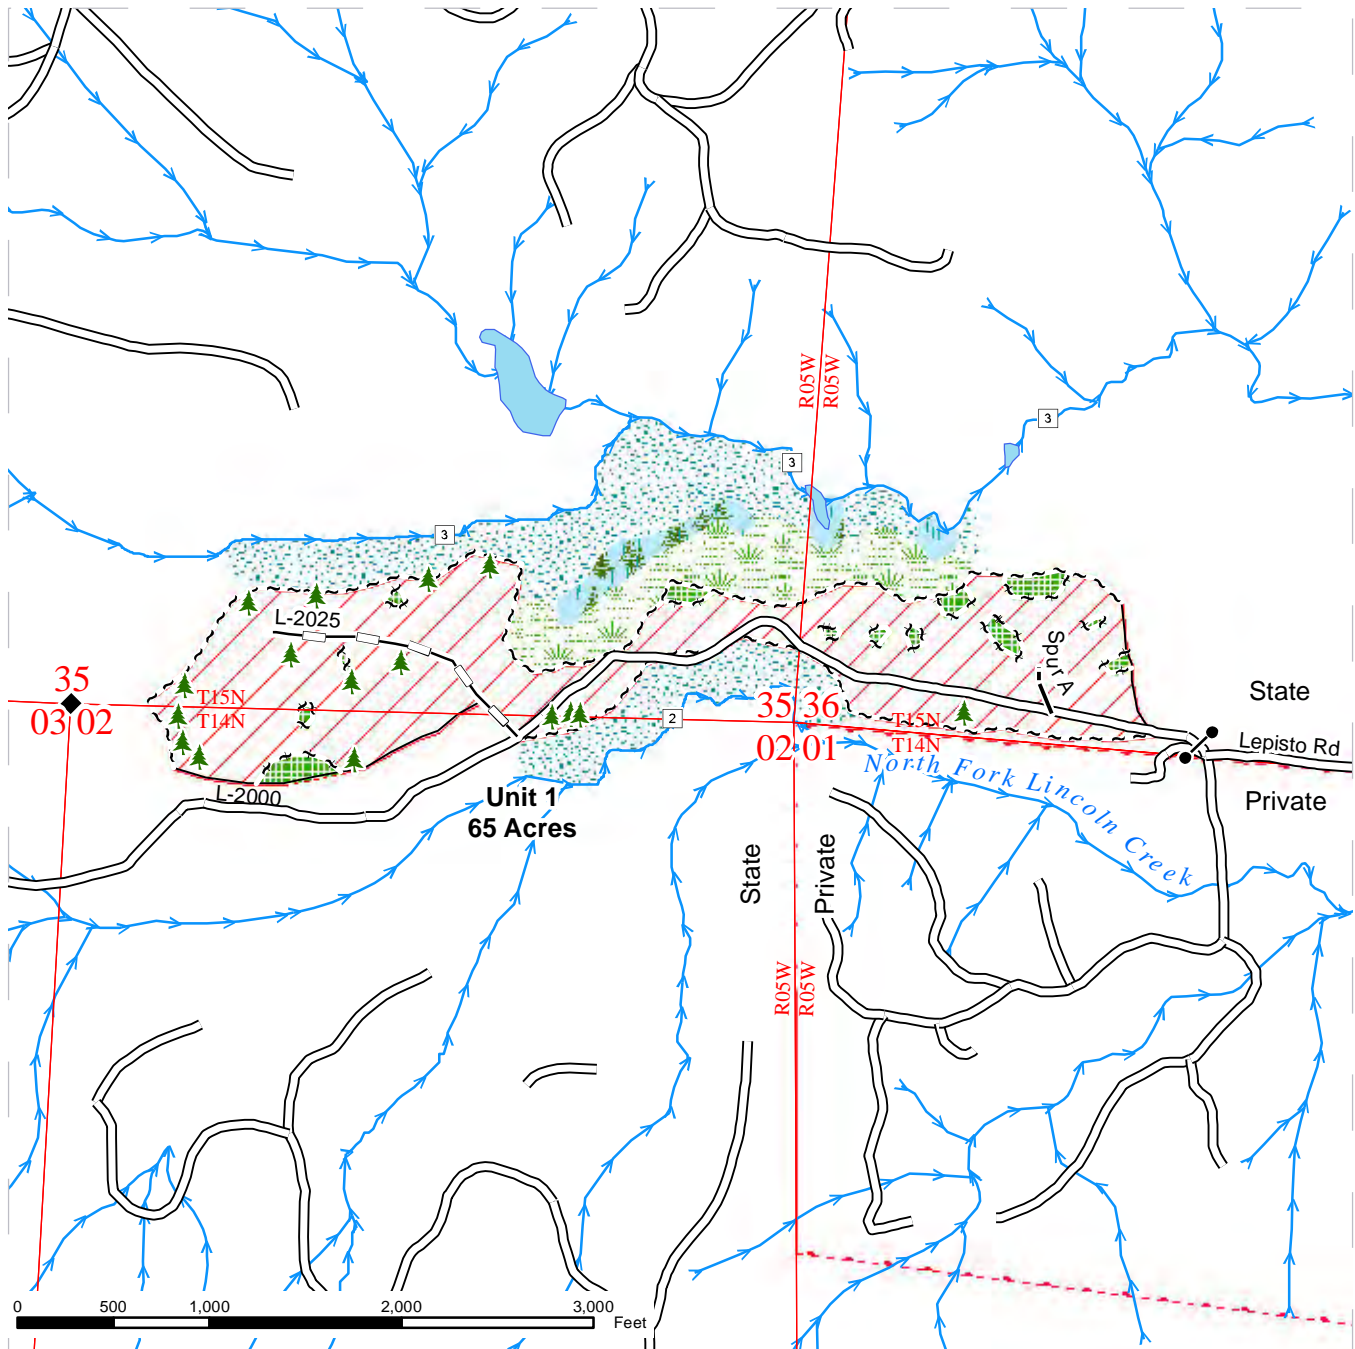 R05W
R05W
3
3
3
L-2025
Spur A
35
T15N
03 02
T14N
2
35 36
T15N
02 01
T14N
State
Lepisto Rd
Private
North Fork Lincoln Creek
L-2000
Unit 1
65 Acres
State
Private
R05W
R05W
0 500 1,000 2,000 3,000
Feet